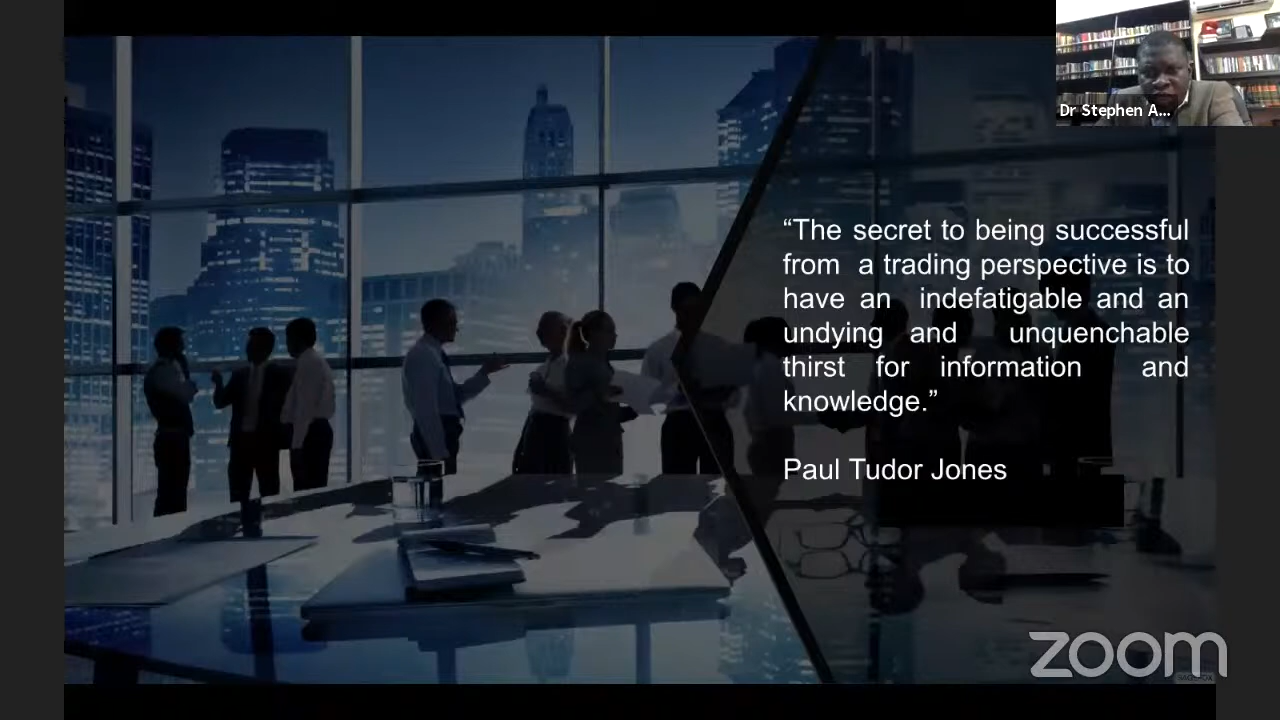 Dr Stephen A...
“The secret to being successful
from a trading perspective is to
have an indefatigable and an
undying and unquenchable
thirst for information and
knowledge.”
Paul Tudor Jones
zoom